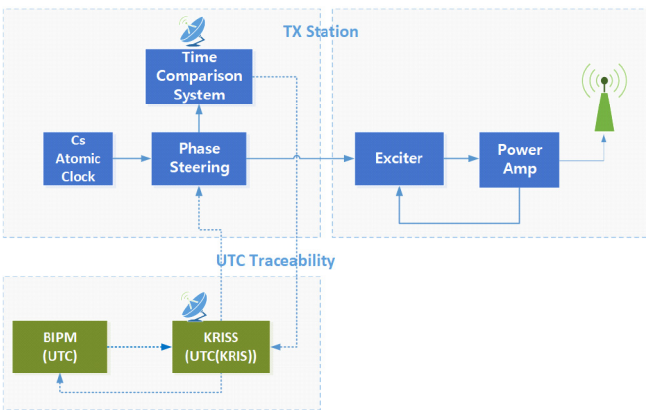 TX Station
Time
Comparison
System
Cs
Atomic
Clock
Phase
Steering
Exciter
Power
Amp
UTC Traceability
BIPM
(UTC)
KRISS
(UTC(KRIS))